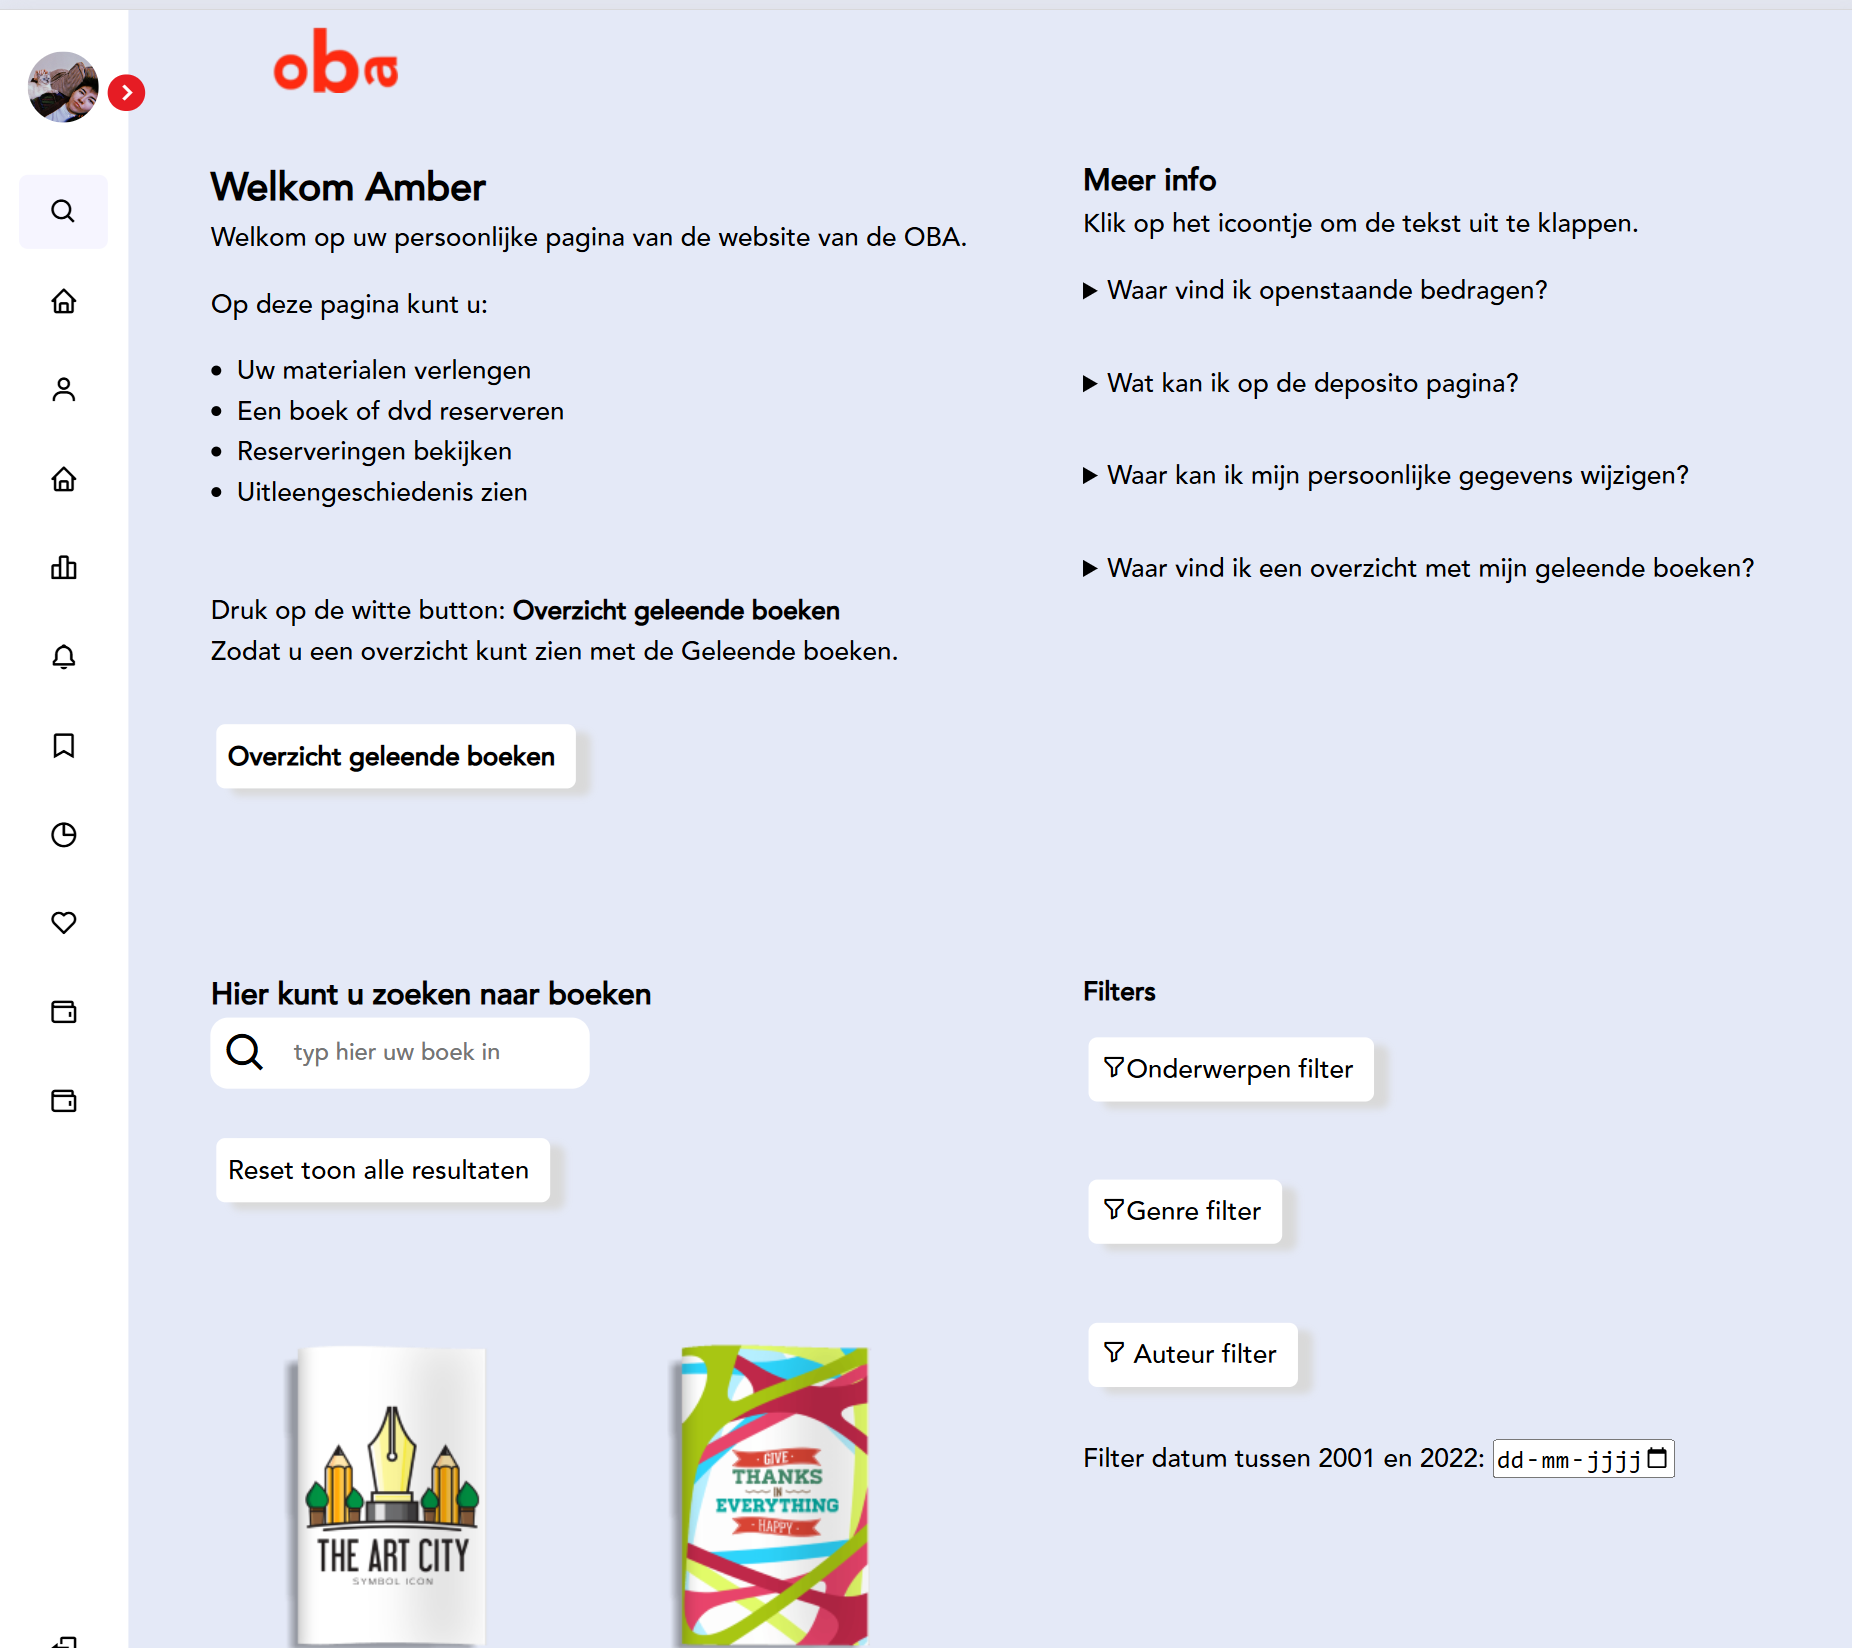 oba
Welkom Amber
Welkom op uw persoonlijke pagina van de website van de OBA.
Op deze pagina kunt u:
Uw materialen verlengen
Een boek of dvd reserveren
Reserveringen bekijken
Uitleengeschiedenis zien
Druk op de witte button: Overzicht geleende boeken
Zodat u een overzicht kunt zien met de Geleende boeken.
Overzicht geleende boeken
Meer info
Klik op het icoontje om de tekst uit te klappen.
Waar vind ik openstaande bedragen?
Wat kan ik op de deposito pagina?
Waar kan ik mijn persoonlijke gegevens wijzigen?
Waar vind ik een overzicht met mijn geleende boeken?
Hier kunt u zoeken naar boeken
typ hier uw boek in
Reset toon alle resultaten
THE ART CITY
SYMBOL ICON
GIVE
THANKS
IN
EVERYTHING
HAPPY
Filters
Onderwerpen filter
Genre filter
Auteur filter
Filter datum tussen 2001 en 2022: dd-mm-jjjj